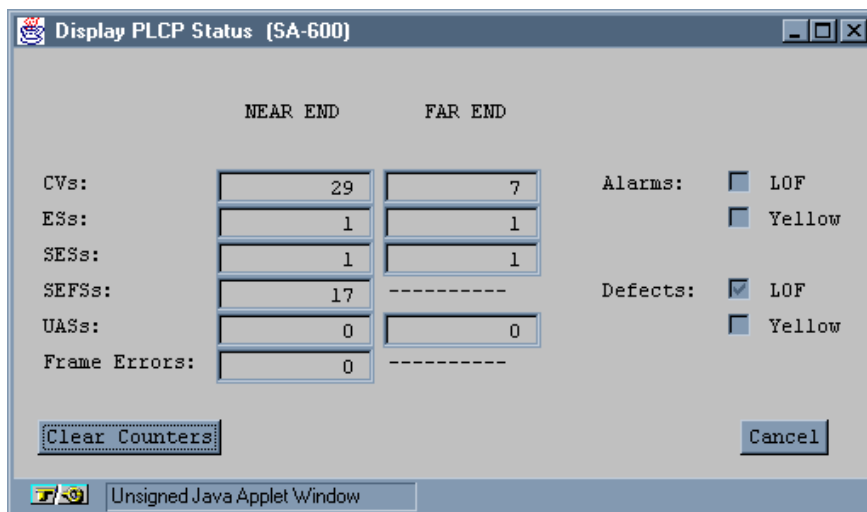 Display PLCP Status (SA-600)
NEAR END FAR END
CVs: 29 7 Alarms: LOF
ESs: 1 1 Yellow
SESs: 1 1
SEFSs: 17 ---------- Defects: LOF
UASs: 0 0 Yellow
Frame Errors: 0 ----------
Clear Counters Cancel
Unsigned Java Applet Window